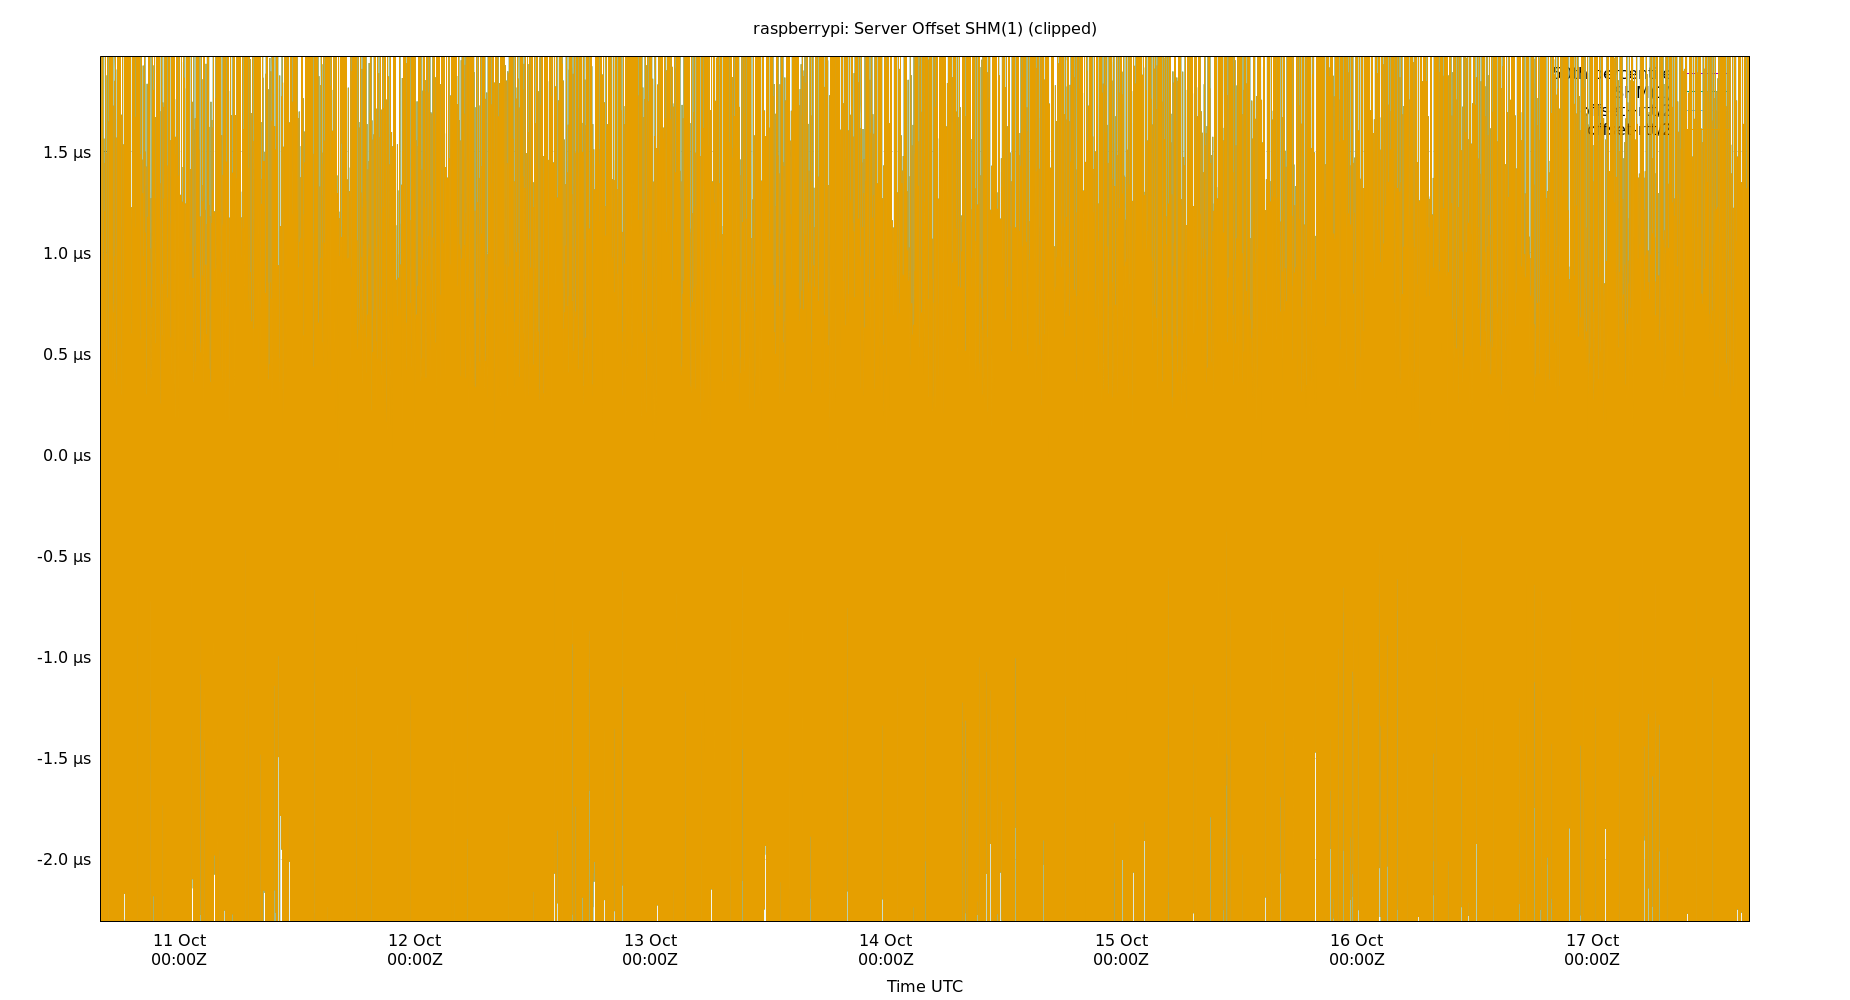 raspberrypi: Server Offset SHM(1) (clipped)
1.5 µs
1.0 µs
0.5 µs
0.0 µs
-0.5 µs
-1.0 µs
-1.5 µs
-2.0 µs
11 Oct 12 Oct 13 Oct 14 Oct 15 Oct 16 Oct 17 Oct
00:00Z 00:00Z 00:00Z 00:00Z 00:00Z 00:00Z 00:00Z
Time UTC